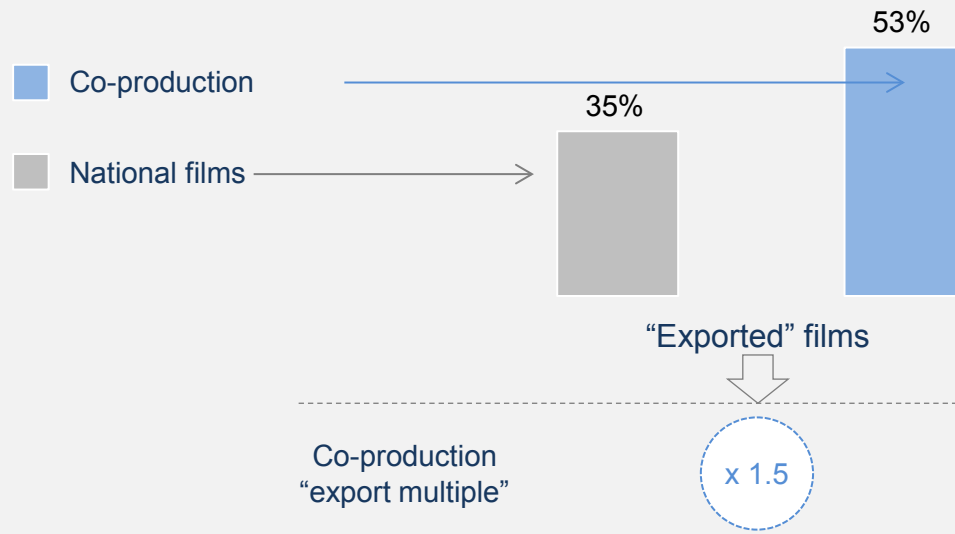 53%
Co-production
35%
National films
“Exported” films
Co-production
“export multiple”
x 1.5